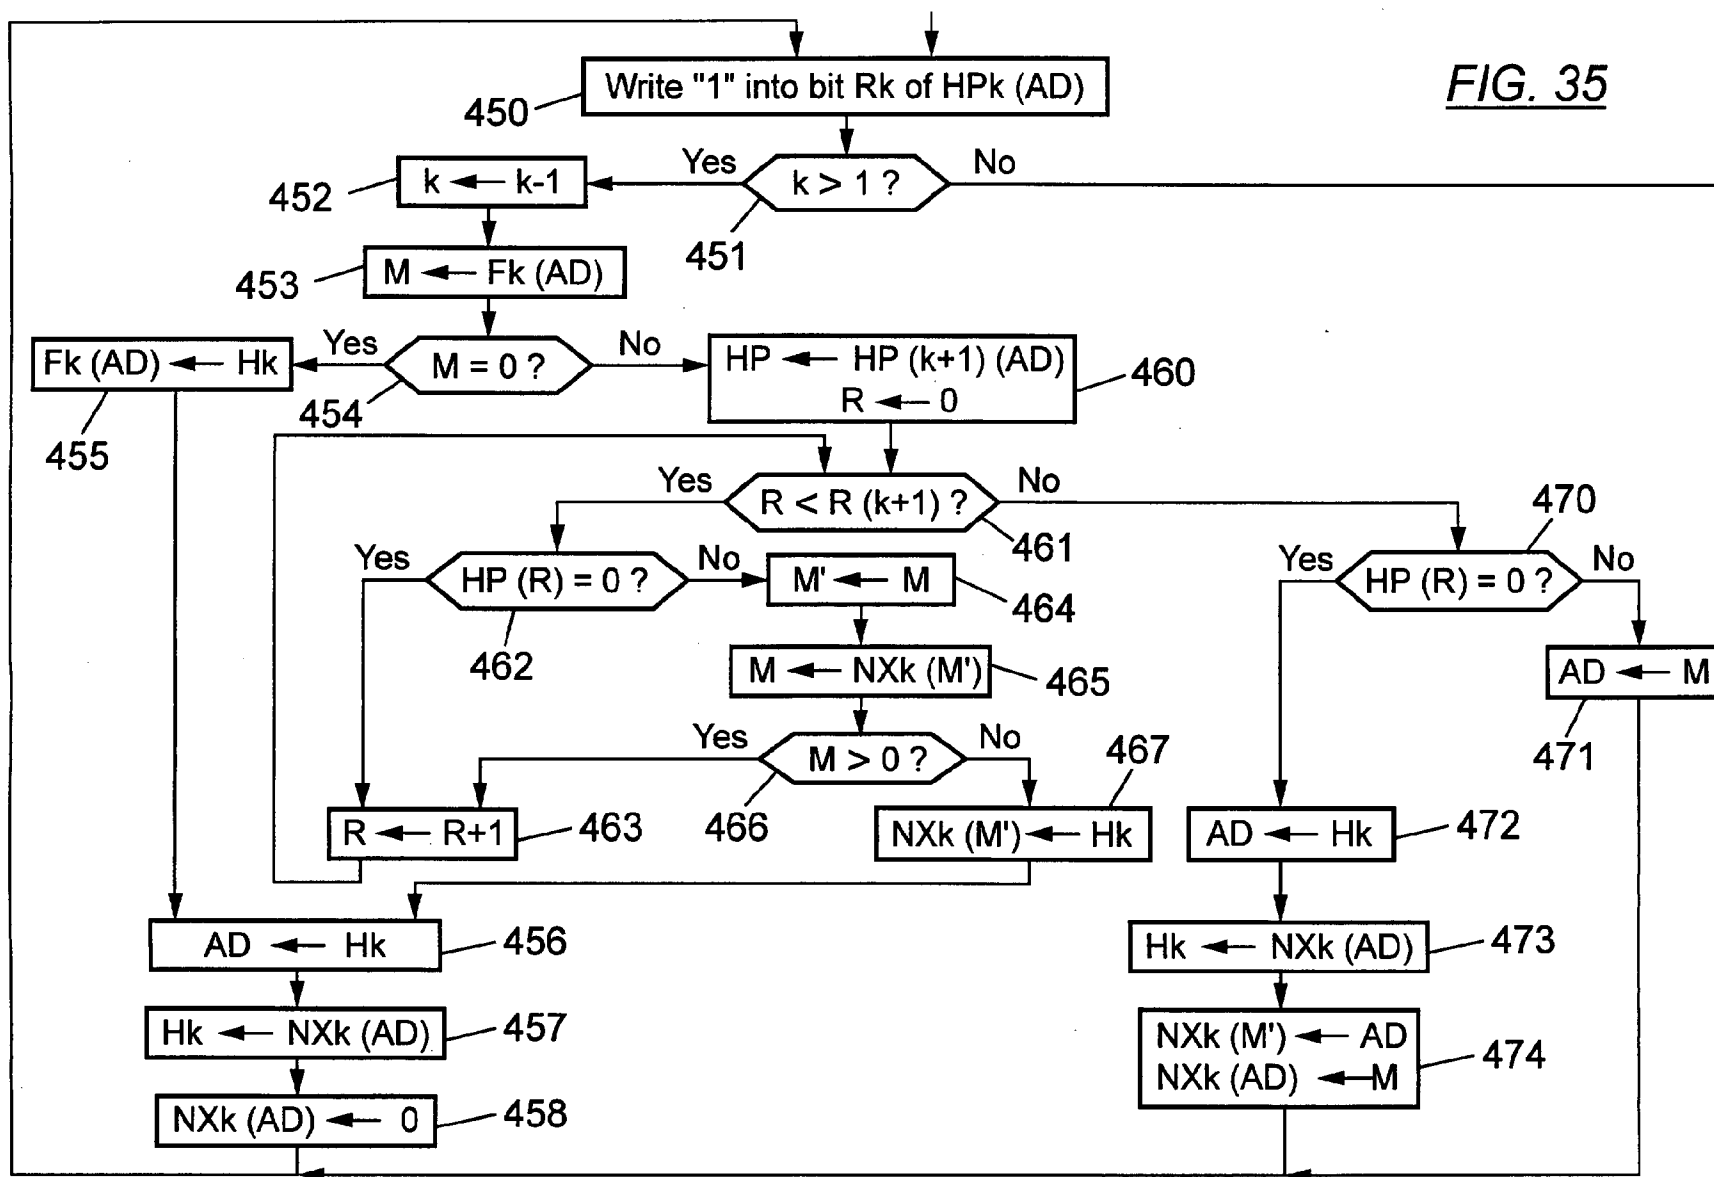 FIG. 35
Write "1" into bit Rk of HPk (AD)
450
Yes
k > 1 ?
No
451
k ← k-1
452
M ← Fk (AD)
453
Fk (AD) ← Hk
455
Yes
M = 0 ?
No
454
HP ← HP (k+1) (AD)
R ← 0
460
Yes
R < R (k+1) ?
No
461
470
Yes
HP (R) = 0 ?
No
462
M' ← M
464
Yes
HP (R) = 0 ?
No
M ← NXk (M')
465
AD ← M
471
Yes
M > 0 ?
No
466
467
R ← R+1
463
NXk (M') ← Hk
AD ← Hk
472
AD ← Hk
456
Hk ← NXk (AD)
473
Hk ← NXk (AD)
457
NXk (M') ← AD
NXk (AD) ← M
474
NXk (AD) ← 0
458